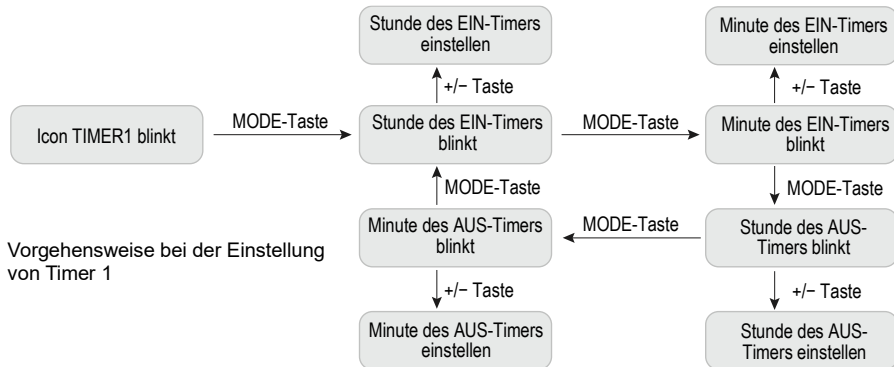 Stunde des EIN-Timers
einstellen
Minute des EIN-Timers
einstellen
+/− Taste
+/− Taste
Icon TIMER1 blinkt
MODE-Taste
Stunde des EIN-Timers
blinkt
MODE-Taste
Minute des EIN-Timers
blinkt
MODE-Taste
MODE-Taste
Vorgehensweise bei der Einstellung
von Timer 1
Minute des AUS-Timers
blinkt
MODE-Taste
Stunde des AUS-
Timers blinkt
+/− Taste
+/− Taste
Minute des AUS-Timers
einstellen
Stunde des AUS-
Timers einstellen